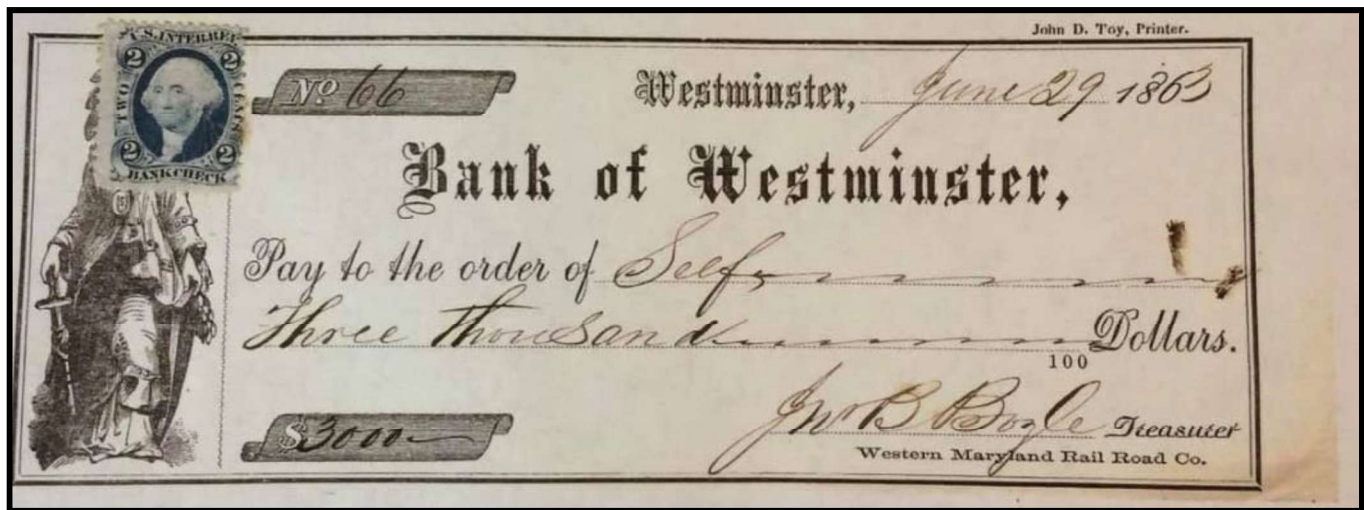 John D. Toy, Printer.
U.S. INTER. REV.
2 2
TWO CENTS
2 2
BANK CHECK
No 66
Westminster, June 29 1863
Bank of Westminster,
Pay to the order of Self
Three Thousand 100 Dollars.
$3000
Jno B Boyle Treasurer
Western Maryland Rail Road Co.